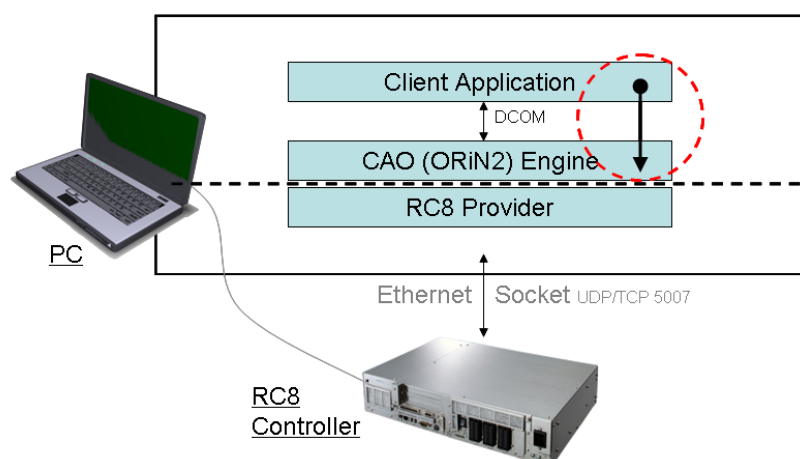 Client Application
DCOM
CAO (ORiN2) Engine
RC8 Provider
PC
Ethernet Socket UDP/TCP 5007
RC8
Controller